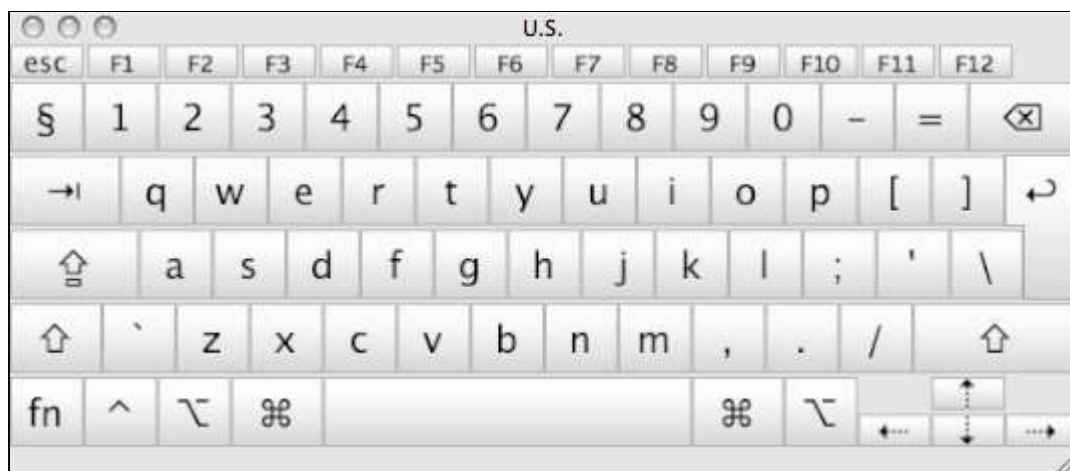 U.S.
esc F1 F2 F3 F4 F5 F6 F7 F8 F9 F10 F11 F12
§ 1 2 3 4 5 6 7 8 9 0 - = ⌫
⇥ q w e r t y u i o p [ ] ↩
⇪ a s d f g h j k l ; ' \
⇧ ` z x c v b n m , . / ⇧
fn ^ ⌥ ⌘ ⌘ ⌥ ← ↑ ↓ →